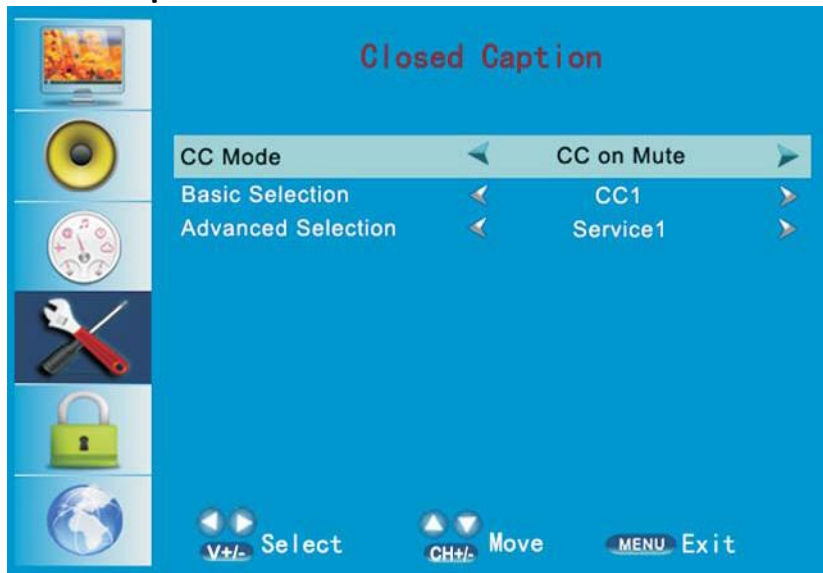 Closed Caption
CC Mode CC on Mute
Basic Selection CC1
Advanced Selection Service1
V+/- Select CH+/- Move MENU Exit